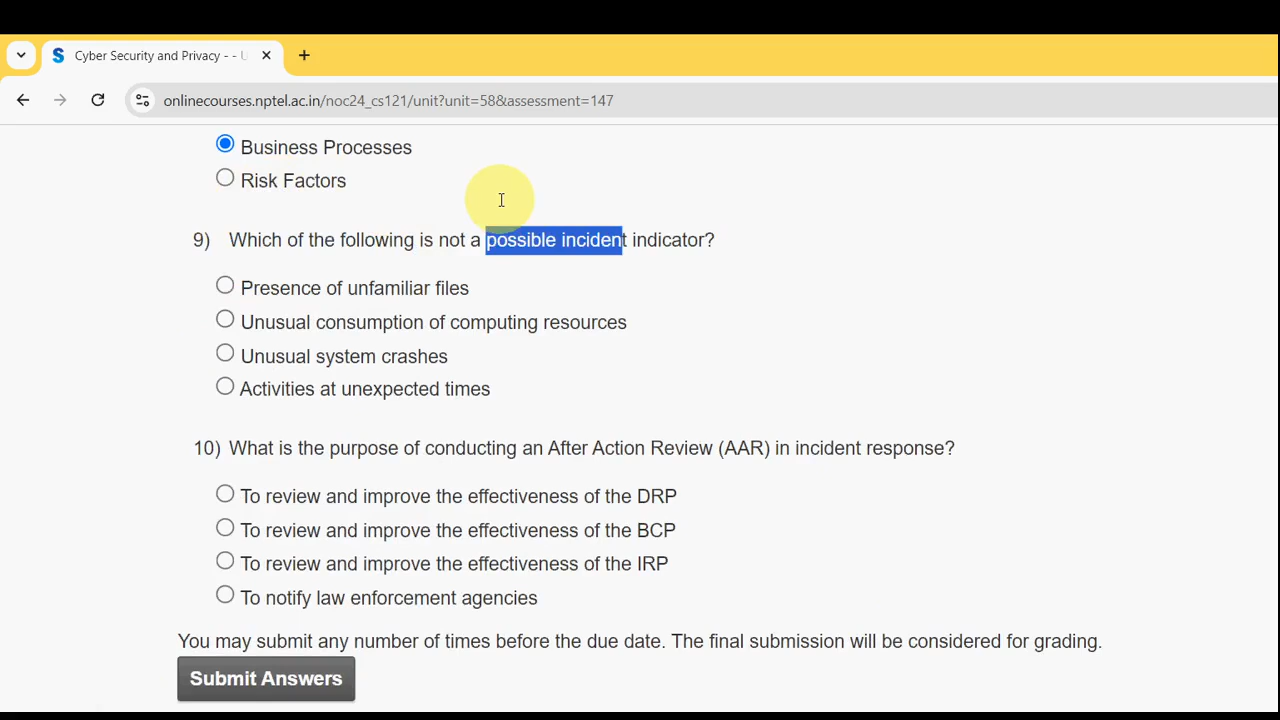 Cyber Security and Privacy - - U
onlinecourses.nptel.ac.in/noc24_cs121/unit?unit=58&assessment=147
Business Processes
Risk Factors
9) Which of the following is not a possible incident indicator?
Presence of unfamiliar files
Unusual consumption of computing resources
Unusual system crashes
Activities at unexpected times
10) What is the purpose of conducting an After Action Review (AAR) in incident response?
To review and improve the effectiveness of the DRP
To review and improve the effectiveness of the BCP
To review and improve the effectiveness of the IRP
To notify law enforcement agencies
You may submit any number of times before the due date. The final submission will be considered for grading.
Submit Answers